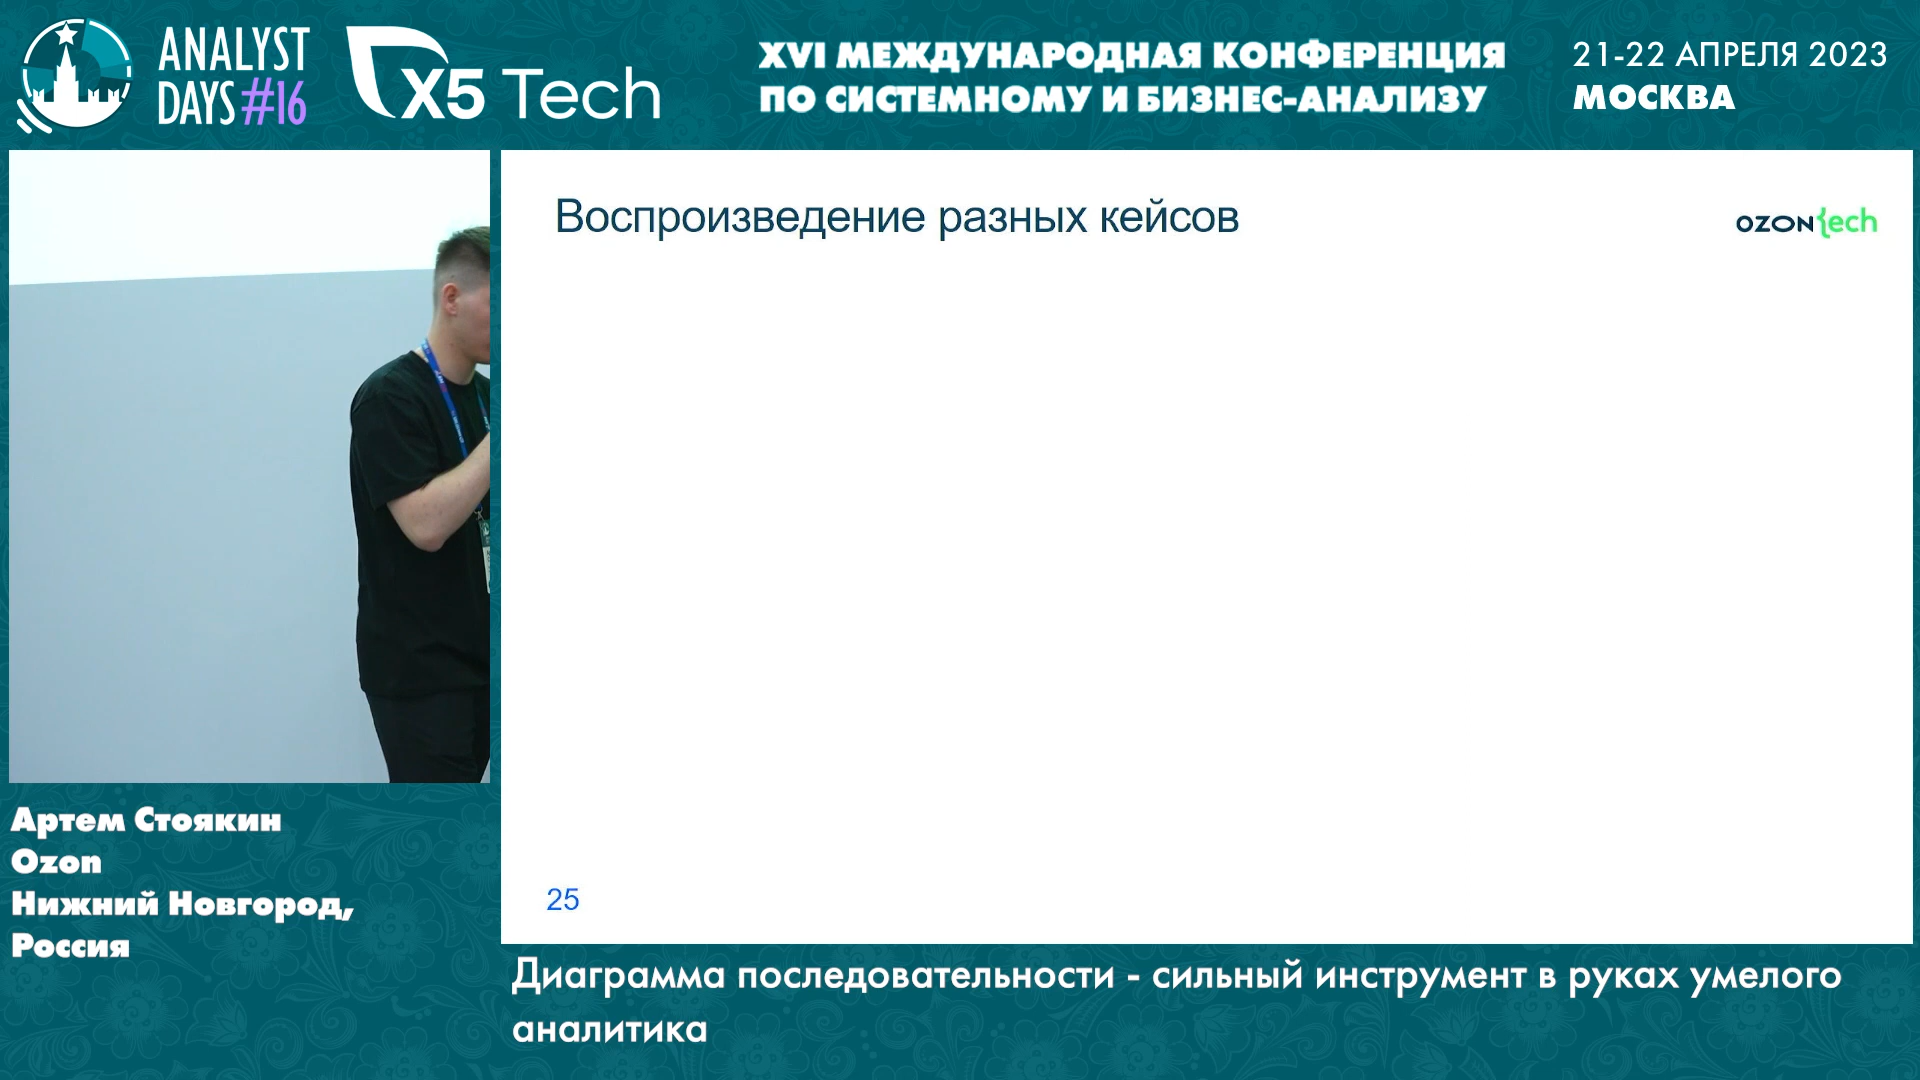 ANALYST
DAYS #16
X5 Tech
XVI МЕЖДУНАРОДНАЯ КОНФЕРЕНЦИЯ
ПО СИСТЕМНОМУ И БИЗНЕС-АНАЛИЗУ
21-22 АПРЕЛЯ 2023
МОСКВА
Воспроизведение разных кейсов
OZON{ech
25
Артем Стоякин
Ozon
Нижний Новгород,
Россия
Диаграмма последовательности - сильный инструмент в руках умелого
аналитика